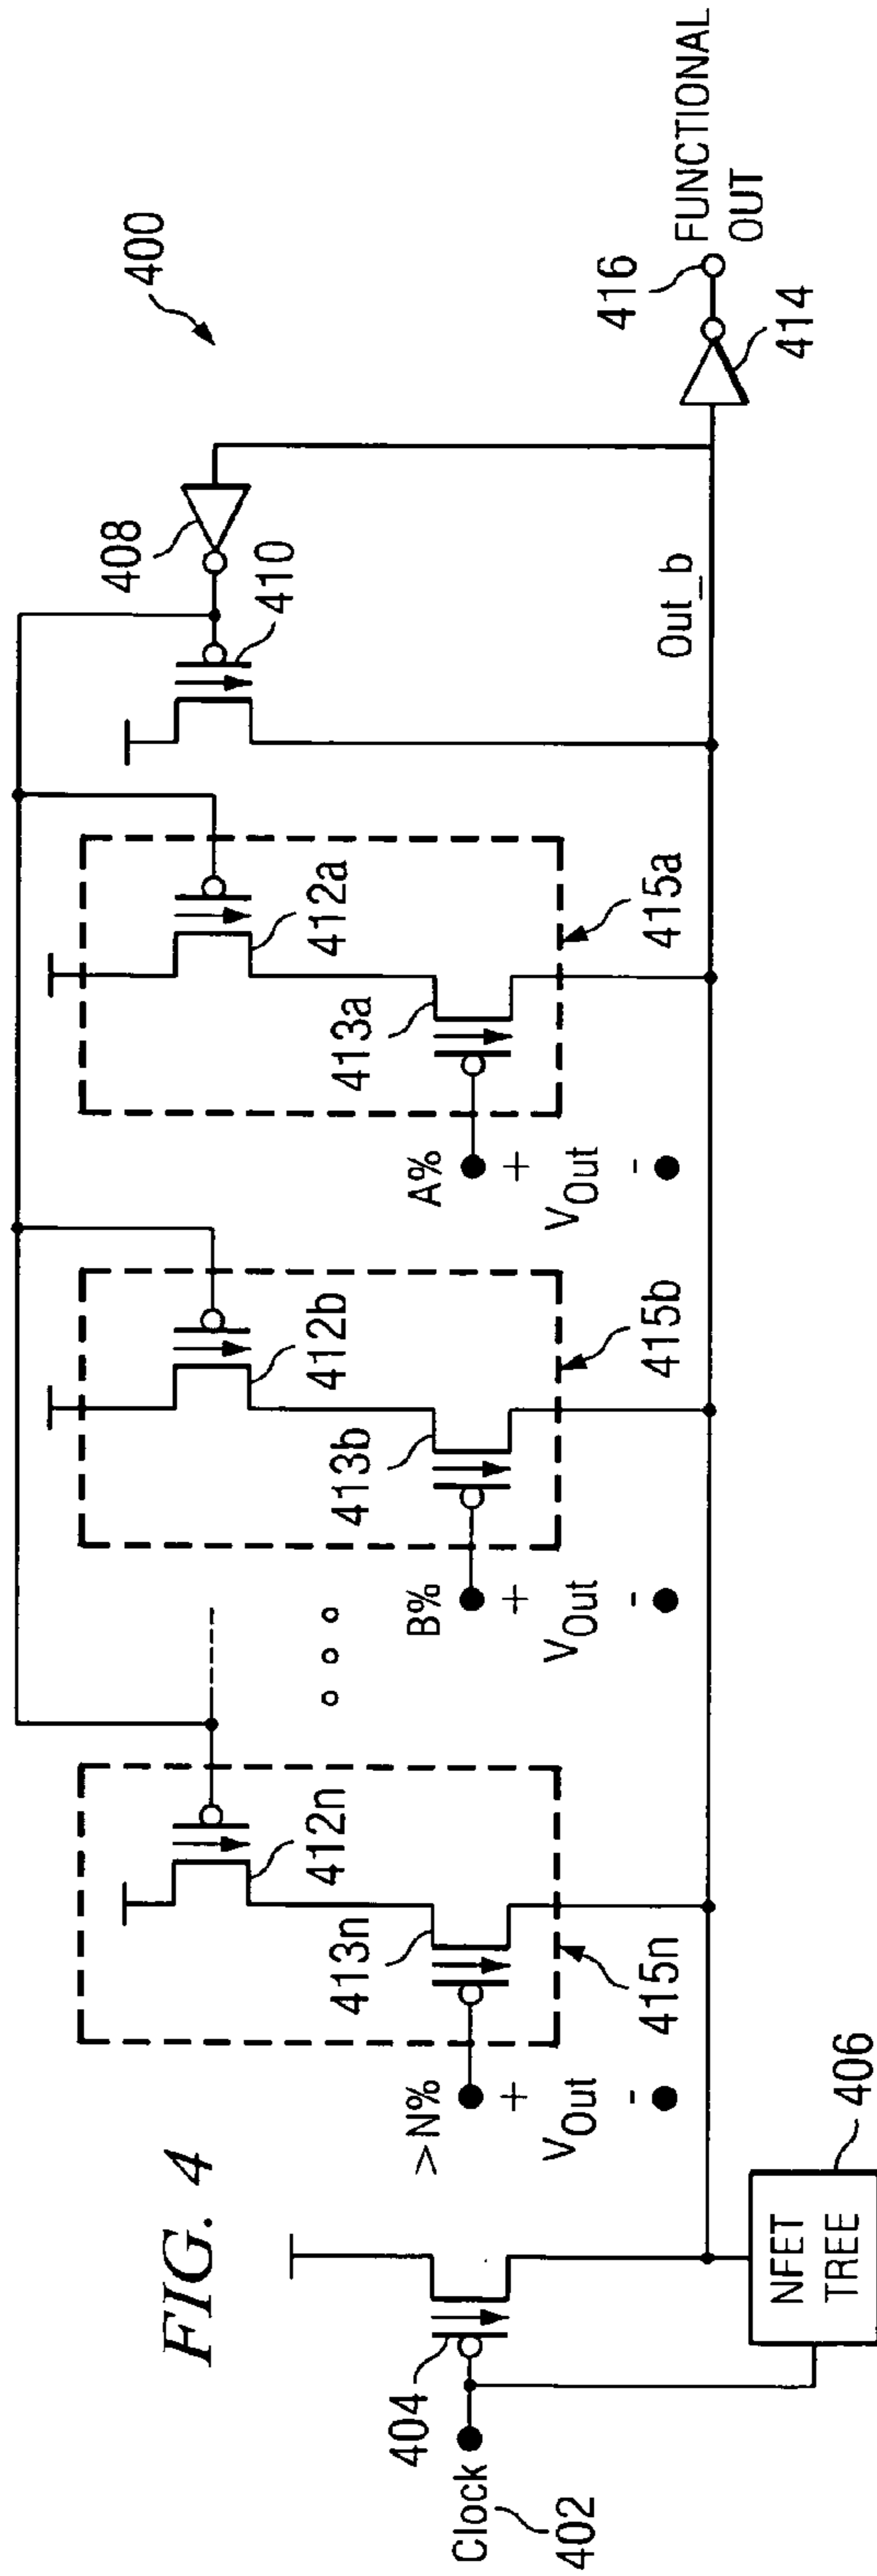 FIG. 4
400
408
410
412a
413a
415a
A%
+
VOut
-
412b
413b
415b
B%
+
VOut
-
412n
413n
415n
>N%
+
VOut
-
404
Clock
402
NFET
TREE
406
Out_b
414
416
FUNCTIONAL
OUT